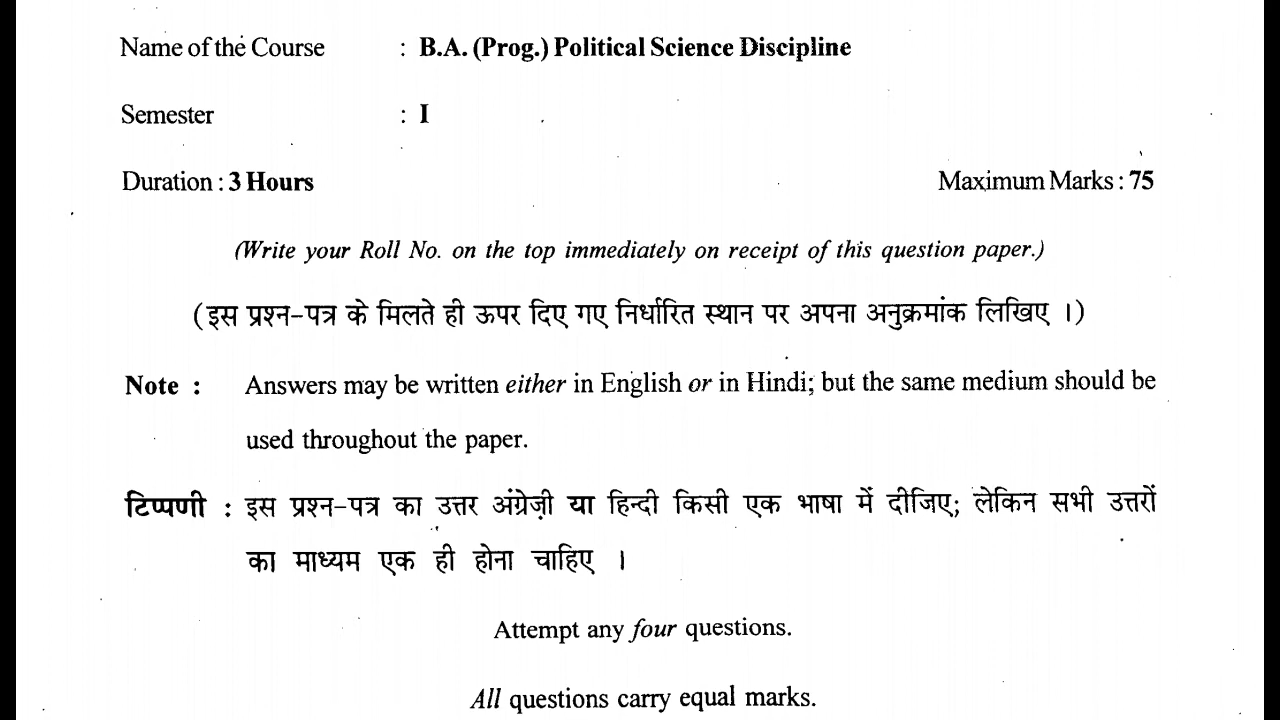 Name of the Course : B.A. (Prog.) Political Science Discipline
Semester : I
Duration : 3 Hours Maximum Marks : 75
(Write your Roll No. on the top immediately on receipt of this question paper.)
(इस प्रश्न-पत्र के मिलते ही ऊपर दिए गए निर्धारित स्थान पर अपना अनुक्रमांक लिखिए ।)
Note : Answers may be written either in English or in Hindi; but the same medium should be
used throughout the paper.
टिप्पणी : इस प्रश्न-पत्र का उत्तर अंग्रेज़ी या हिन्दी किसी एक भाषा में दीजिए; लेकिन सभी उत्तरों
का माध्यम एक ही होना चाहिए ।
Attempt any four questions.
All questions carry equal marks.